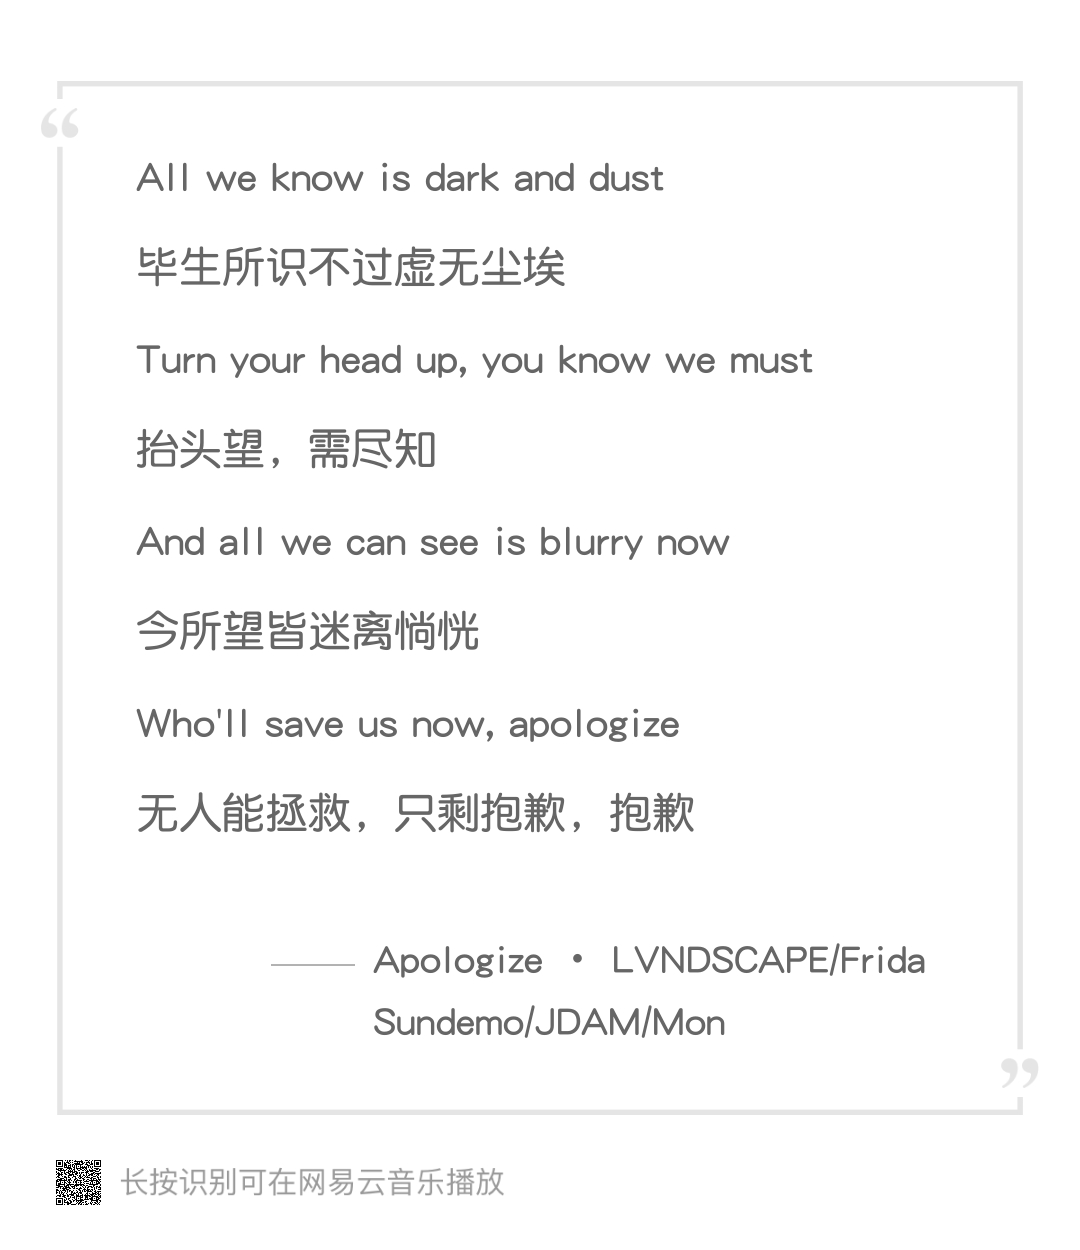 “
All we know is dark and dust
毕生所识不过虚无尘埃
Turn your head up, you know we must
抬头望，需尽知
And all we can see is blurry now
今所望皆迷离惝恍
Who'll save us now, apologize
无人能拯救，只剩抱歉，抱歉
—— Apologize • LVNDSCAPE/Frida
Sundemo/JDAM/Mon
”
长按识别可在网易云音乐播放